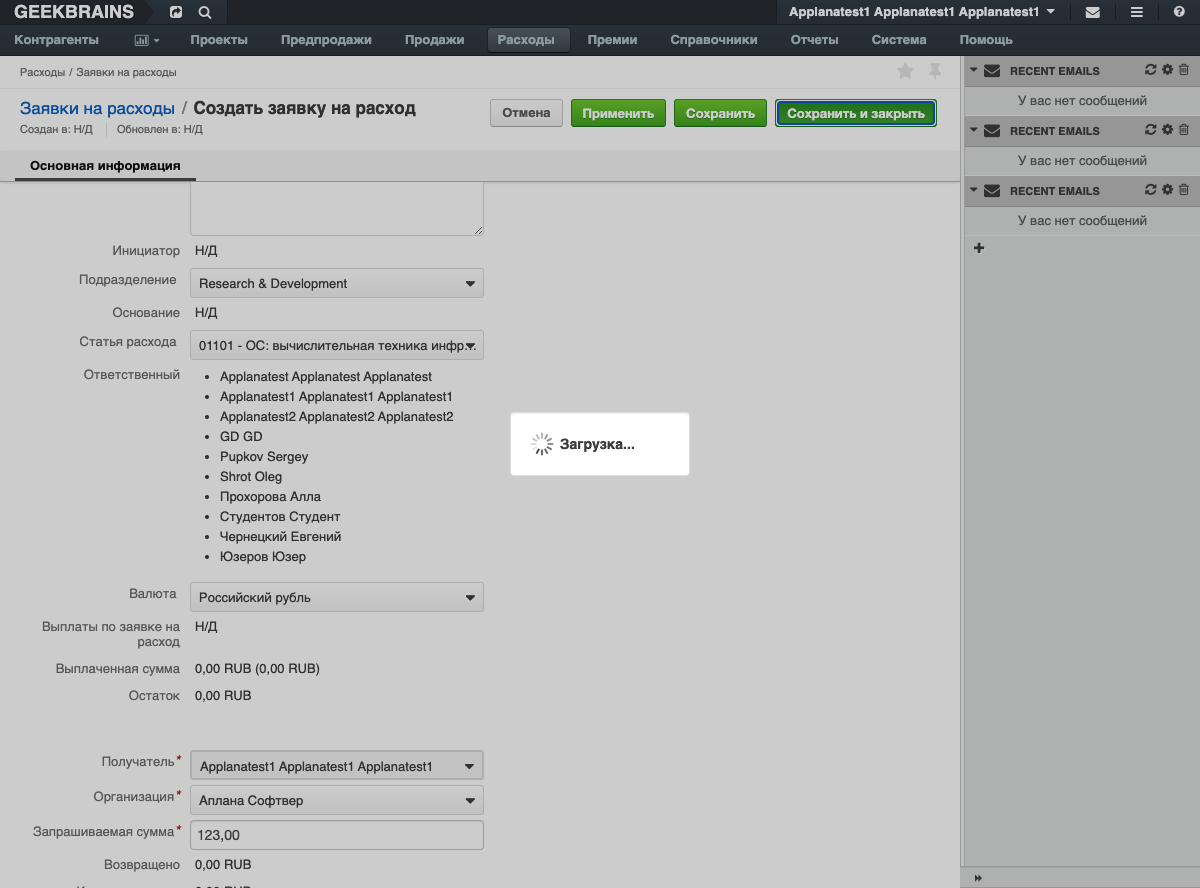 GEEKBRAINS
Applanatest1 Applanatest1 Applanatest1
Контрагенты Проекты Предпродажи Продажи Расходы Премии Справочники Отчеты Система Помощь
Расходы / Заявки на расходы
Заявки на расходы / Создать заявку на расход
Создан в: Н/Д Обновлен в: Н/Д
Отмена Применить Сохранить Сохранить и закрыть
Основная информация
Инициатор Н/Д
Подразделение Research & Development
Основание Н/Д
Статья расхода 01101 - ОС: вычислительная техника инфр...
Ответственный
• Applanatest Applanatest Applanatest
• Applanatest1 Applanatest1 Applanatest1
• Applanatest2 Applanatest2 Applanatest2
• GD GD
• Pupkov Sergey
• Shrot Oleg
• Прохорова Алла
• Студентов Студент
• Чернецкий Евгений
• Юзеров Юзер
Валюта Российский рубль
Выплаты по заявке на Н/Д
расход
Выплаченная сумма 0,00 RUB (0,00 RUB)
Остаток 0,00 RUB
Получатель* Applanatest1 Applanatest1 Applanatest1
Организация* Аплана Софтвер
Запрашиваемая сумма* 123,00
Возвращено 0,00 RUB
Загрузка...
RECENT EMAILS
У вас нет сообщений
RECENT EMAILS
У вас нет сообщений
RECENT EMAILS
У вас нет сообщений